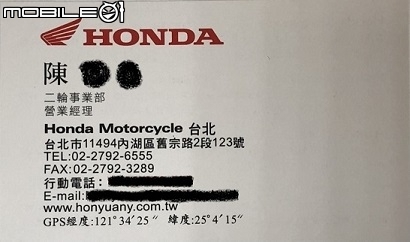 MOBILE01
HONDA
陳
二輪事業部
營業經理
Honda Motorcycle 台北
台北市11494內湖區舊宗路2段123號
TEL:02-2792-6555
FAX:02-2792-3289
行動電話：
E-mail:
www.honyuany.com.tw
GPS經度:121°34'25" 緯度:25°4'15"